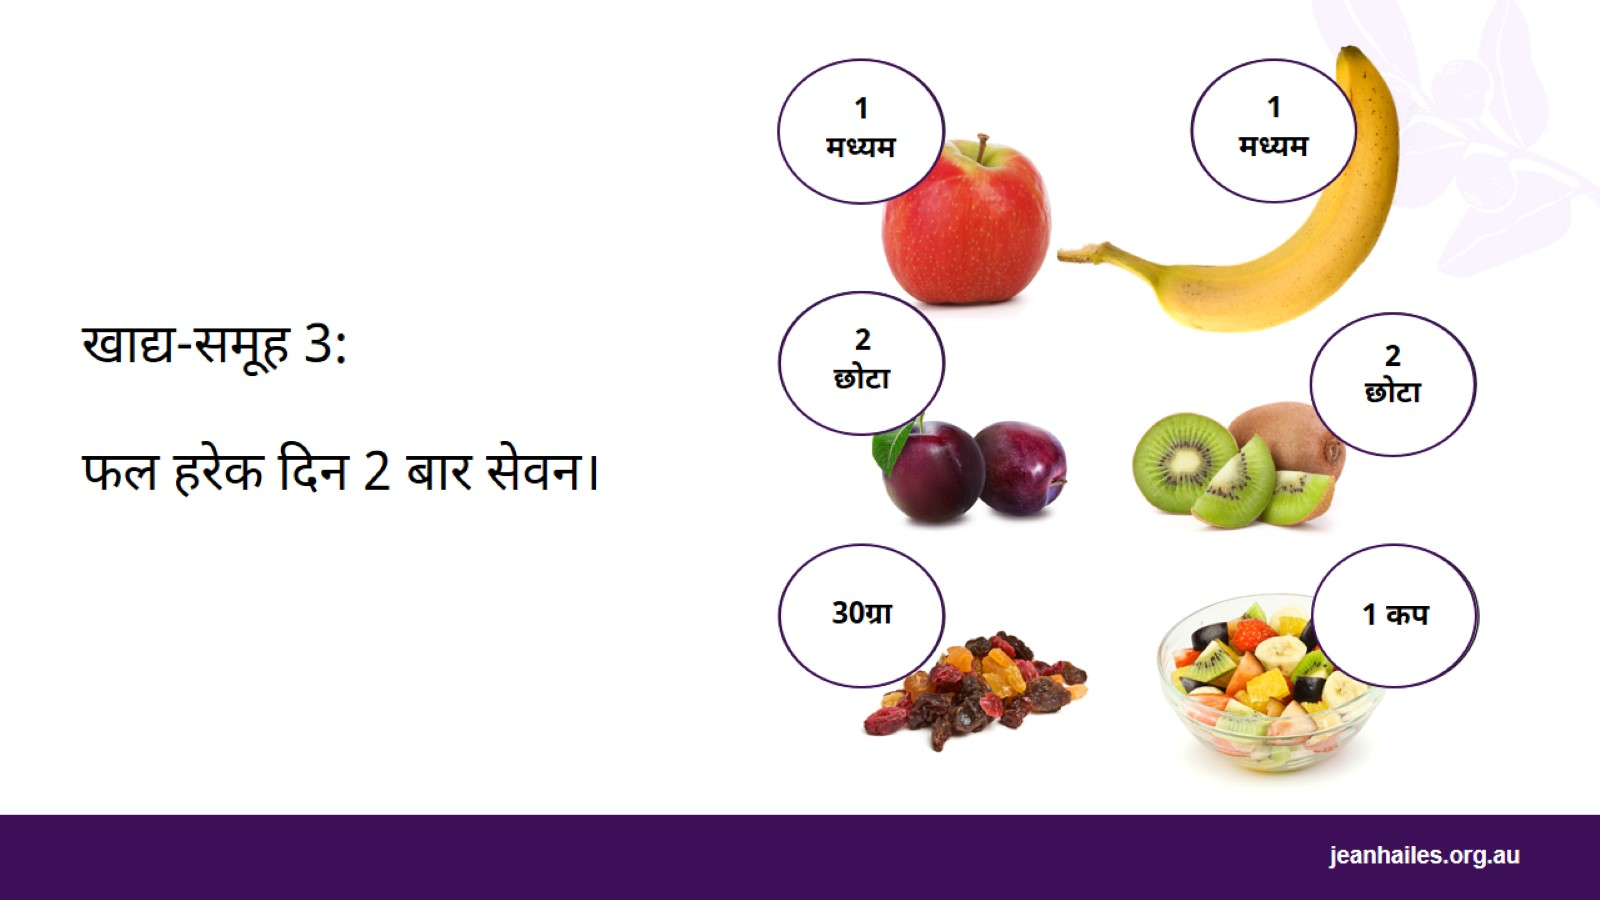 खाद्य-समूह 3:
फल हरेक दिन 2 बार सेवन।
1
मध्यम
1
मध्यम
2
छोटा
2
छोटा
30ग्रा
1 कप
jeanhailes.org.au